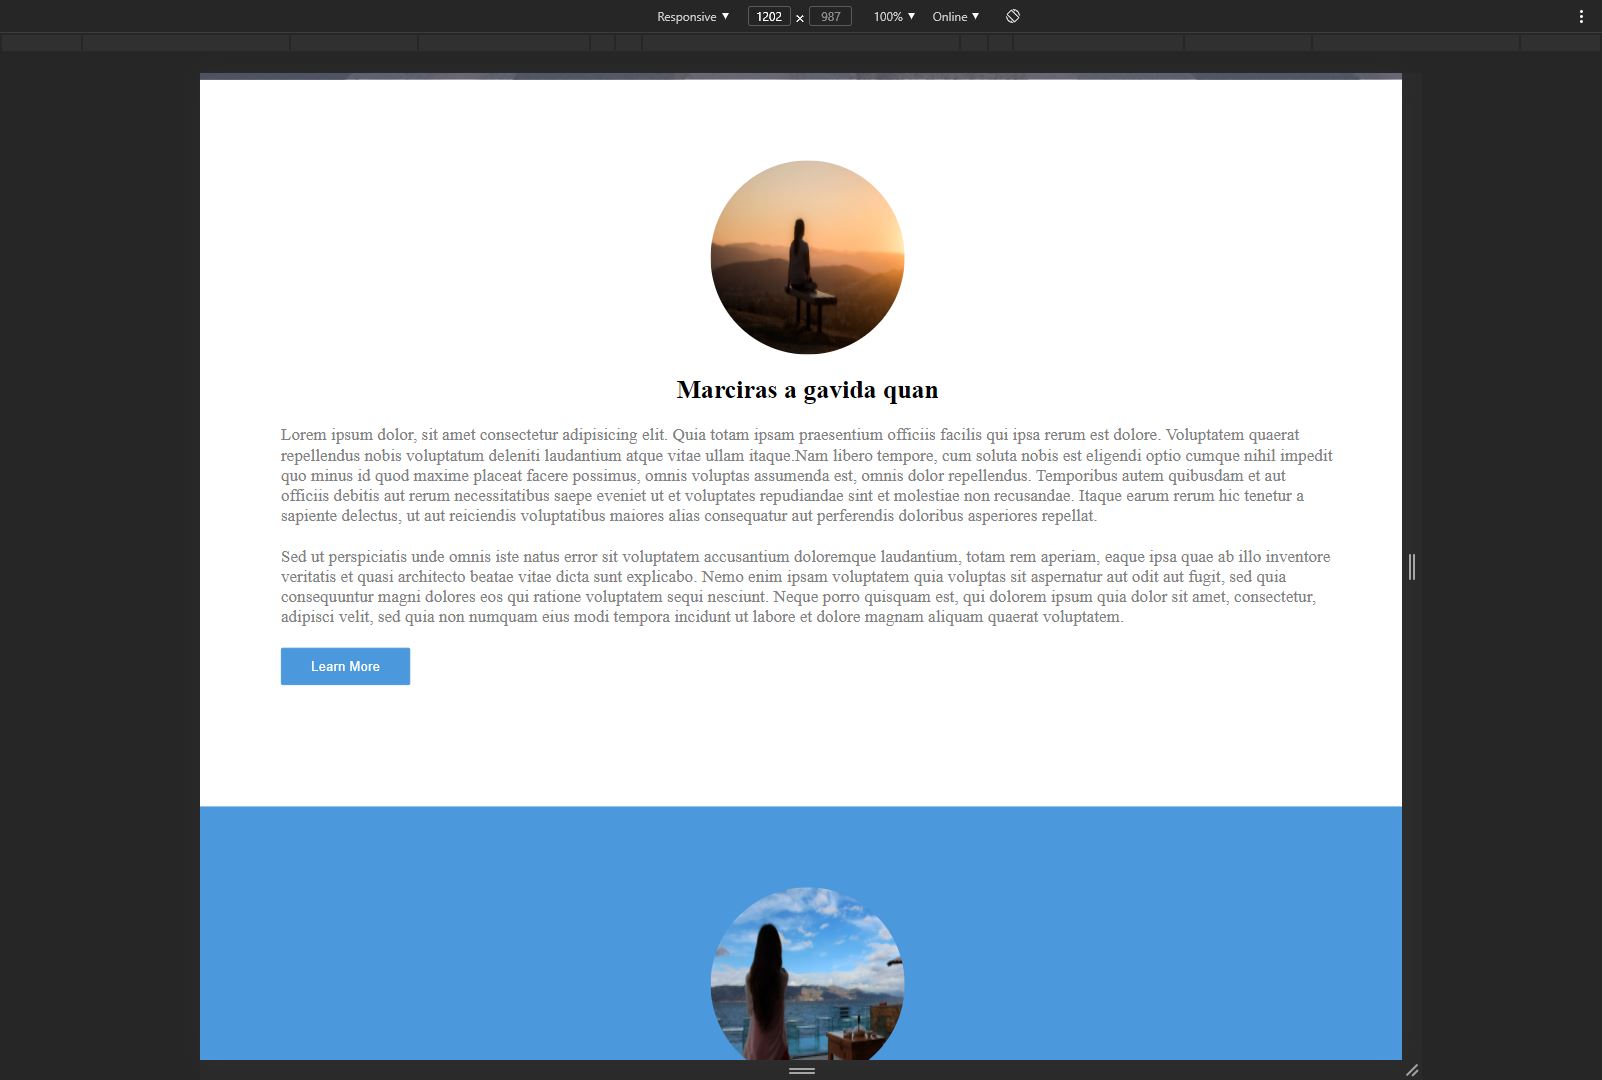 Responsive ▼ 1202 × 987 100% ▼ Online ▼
Marciras a gavida quan
Lorem ipsum dolor, sit amet consectetur adipisicing elit. Quia totam ipsam praesentium officiis facilis qui ipsa rerum est dolore. Voluptatem quaerat
repellendus nobis voluptatum deleniti laudantium atque vitae ullam itaque.Nam libero tempore, cum soluta nobis est eligendi optio cumque nihil impedit
quo minus id quod maxime placeat facere possimus, omnis voluptas assumenda est, omnis dolor repellendus. Temporibus autem quibusdam et aut
officiis debitis aut rerum necessitatibus saepe eveniet ut et voluptates repudiandae sint et molestiae non recusandae. Itaque earum rerum hic tenetur a
sapiente delectus, ut aut reiciendis voluptatibus maiores alias consequatur aut perferendis doloribus asperiores repellat.
Sed ut perspiciatis unde omnis iste natus error sit voluptatem accusantium doloremque laudantium, totam rem aperiam, eaque ipsa quae ab illo inventore
veritatis et quasi architecto beatae vitae dicta sunt explicabo. Nemo enim ipsam voluptatem quia voluptas sit aspernatur aut odit aut fugit, sed quia
consequuntur magni dolores eos qui ratione voluptatem sequi nesciunt. Neque porro quisquam est, qui dolorem ipsum quia dolor sit amet, consectetur,
adipisci velit, sed quia non numquam eius modi tempora incidunt ut labore et dolore magnam aliquam quaerat voluptatem.
Learn More